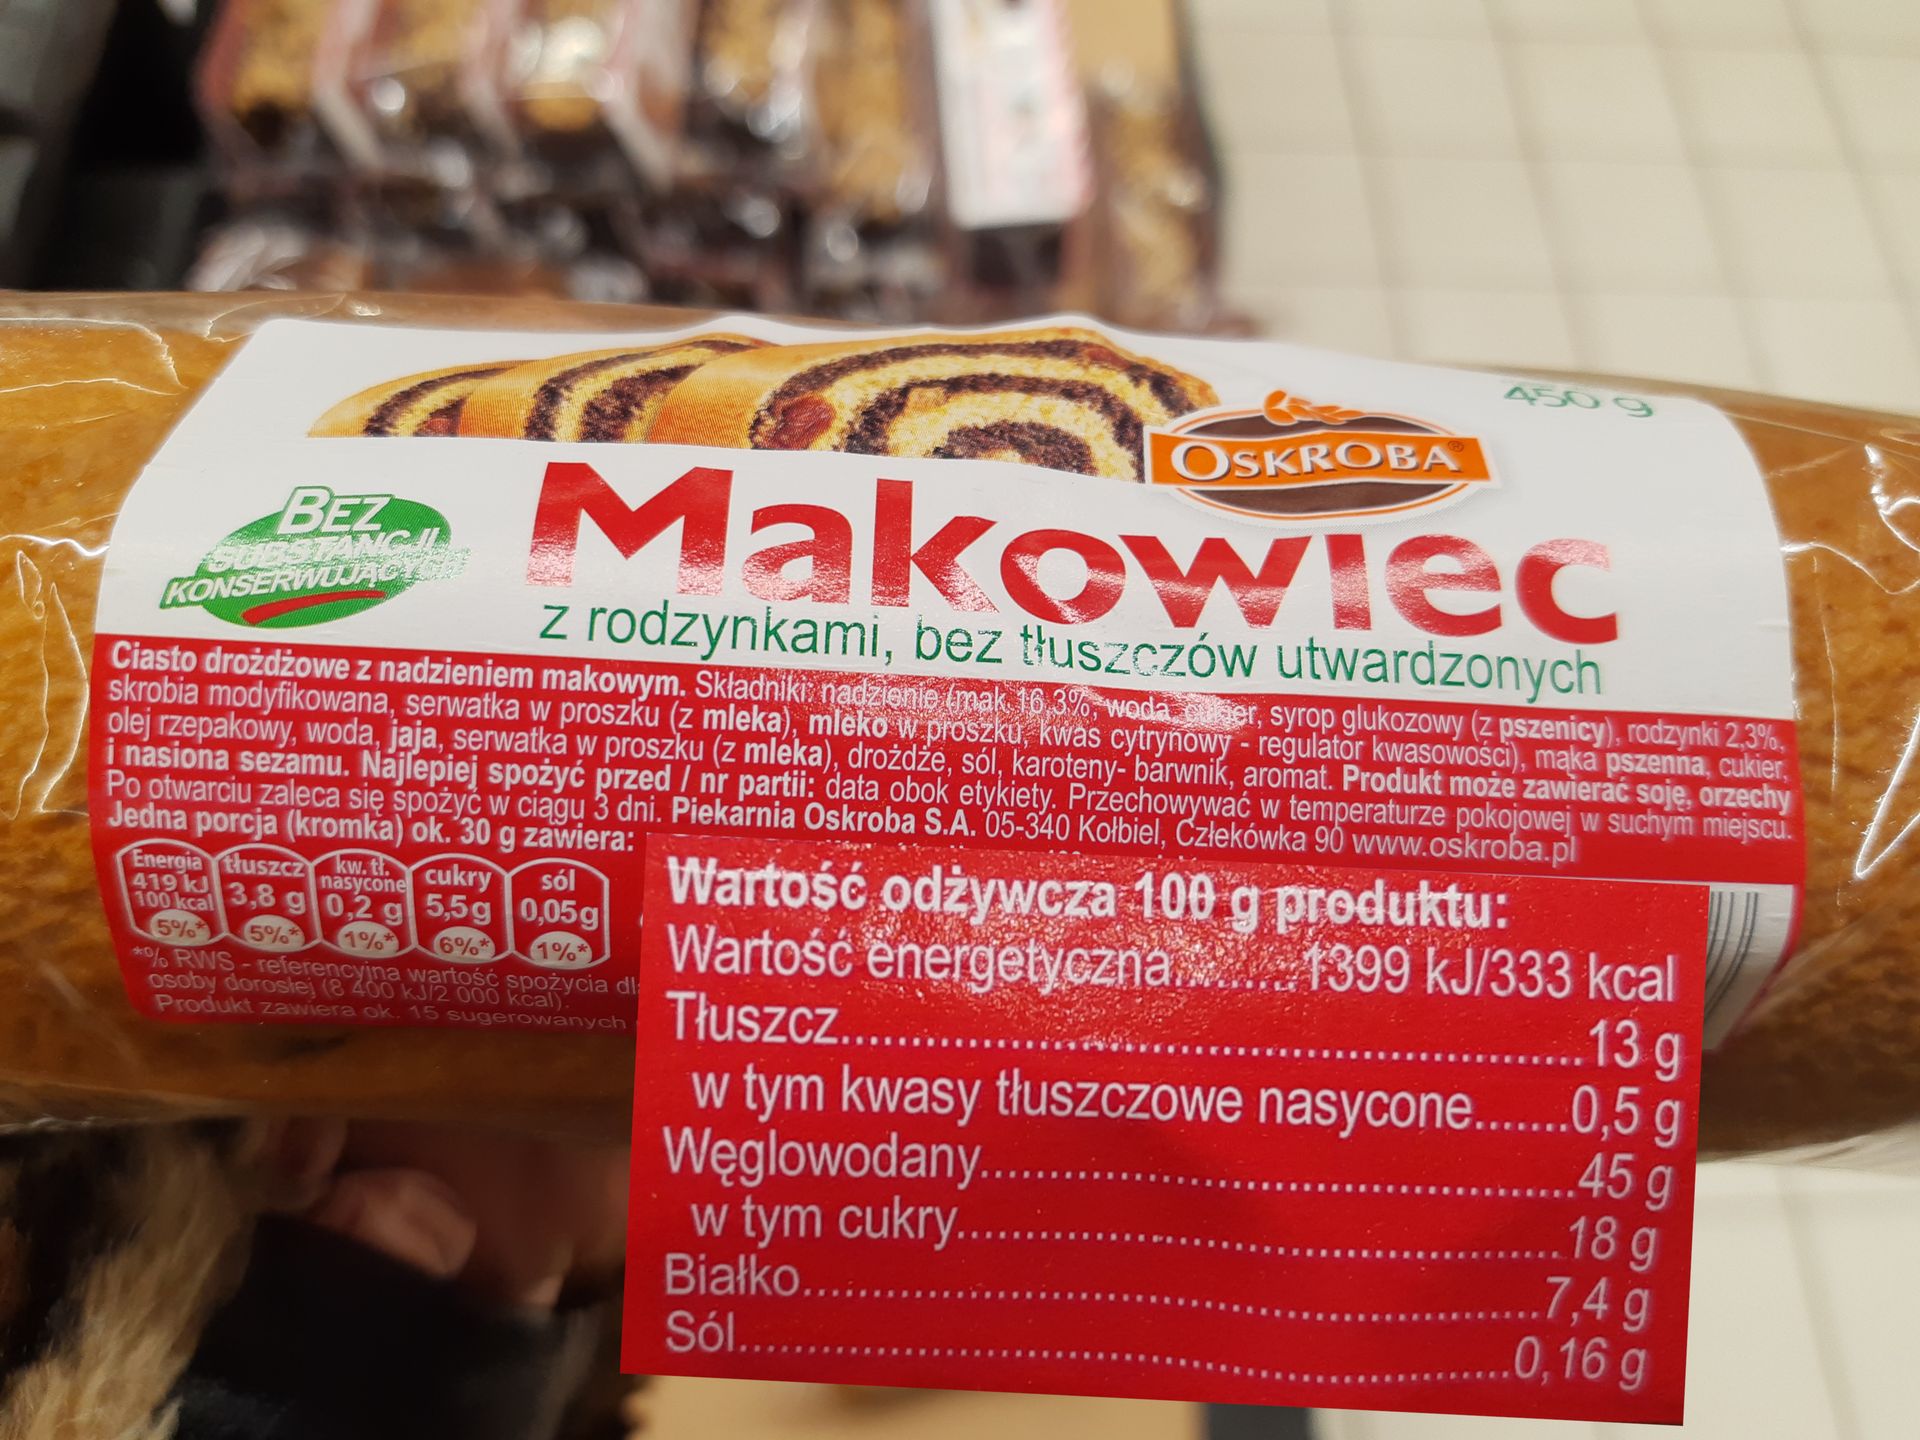 450 g
OSKROBA®
BEZ
SUBSTANCJI
KONSERWUJĄCYCH
Makowiec
z rodzynkami, bez tłuszczów utwardzonych
Ciasto drożdżowe z nadzieniem makowym. Składniki: nadzienie (mak 16,3%, woda, cukier, syrop glukozowy (z pszenicy), rodzynki 2,3%,
skrobia modyfikowana, serwatka w proszku (z mleka), mleko w proszku, kwas cytrynowy - regulator kwasowości), mąka pszenna, cukier,
olej rzepakowy, woda, jaja, serwatka w proszku (z mleka), drożdże, sól, karoteny- barwnik, aromat. Produkt może zawierać soję, orzechy
i nasiona sezamu. Najlepiej spożyć przed / nr partii: data obok etykiety. Przechowywać w temperaturze pokojowej w suchym miejscu.
Po otwarciu zaleca się spożyć w ciągu 3 dni. Piekarnia Oskroba S.A. 05-340 Kołbiel, Człekówka 90 www.oskroba.pl
Jedna porcja (kromka) ok. 30 g zawiera:
Energia
419 kJ
100 kcal
5%*
tłuszcz
3,8 g
5%*
kw. tł.
nasycone
0,2 g
1%*
cukry
5,5g
6%*
sól
0,05g
1%*
*% RWS - referencyjna wartość spożycia
osoby dorosłej (8 400 kJ/2 000 kcal).
Produkt zawiera ok. 15 sugerowanych
Wartość odżywcza 100 g produktu:
Wartość energetyczna..........1399 kJ/333 kcal
Tłuszcz..........13 g
w tym kwasy tłuszczowe nasycone.......0,5 g
Węglowodany..........45 g
w tym cukry..........18 g
Białko..........7,4 g
Sól..........0,16 g